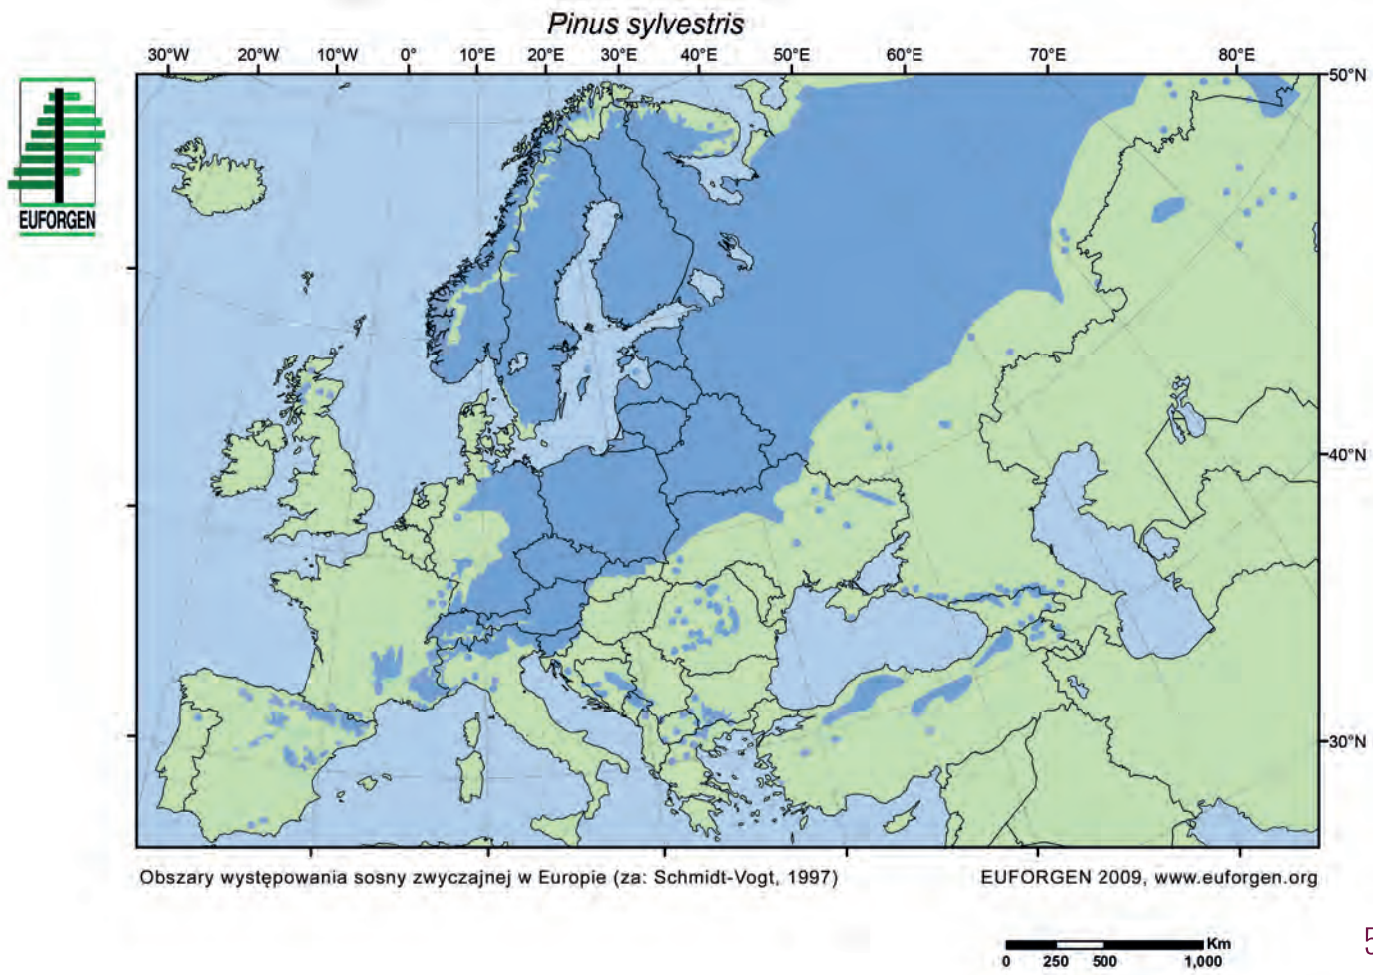 Pinus sylvestris
30°W 20°W 10°W 0° 10°E 20°E 30°E 40°E 50°E 60°E 70°E 80°E
50°N
EUFORGEN
40°N
30°N
Obszary występowania sosny zwyczajnej w Europie (za: Schmidt-Vogt, 1997) EUFORGEN 2009, www.euforgen.org
Km
0 250 500 1,000
5